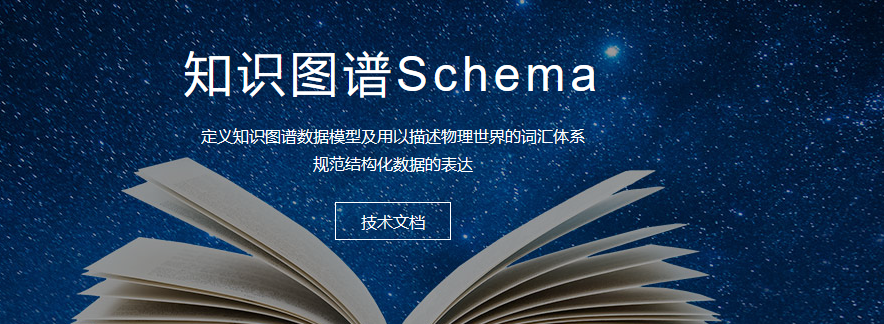 知识图谱Schema
定义知识图谱数据模型及用以描述物理世界的词汇体系
规范结构化数据的表达
技术文档